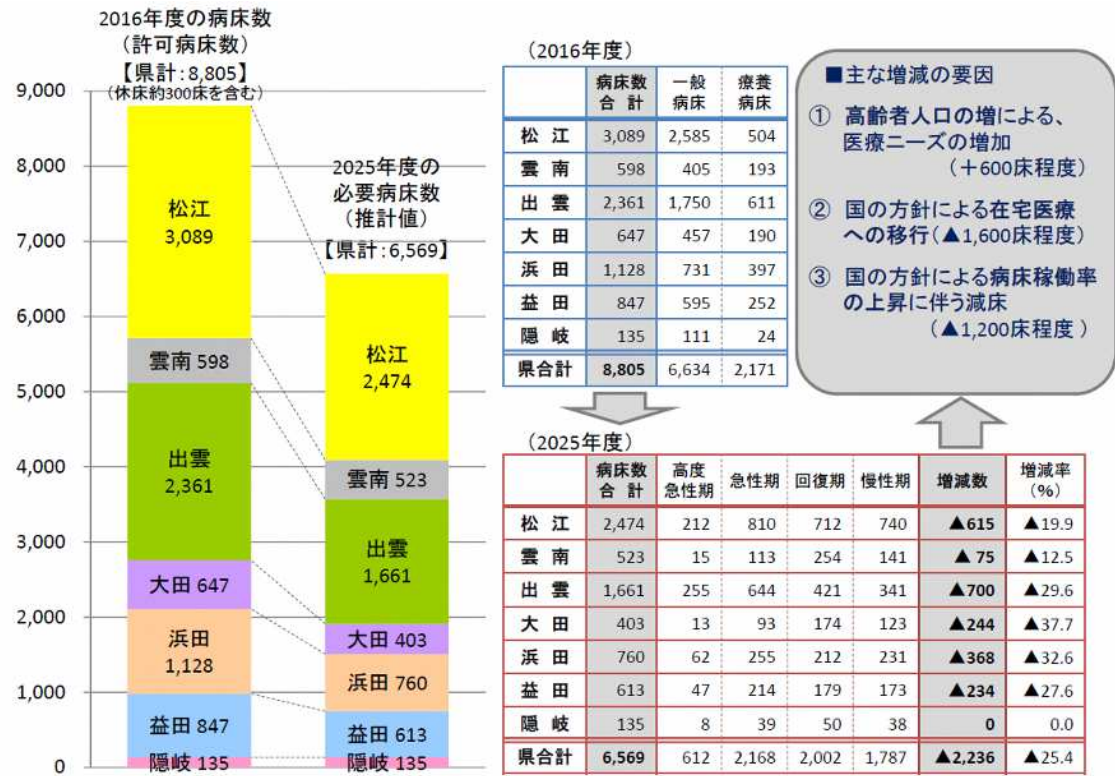 2016年度の病床数
（許可病床数）
【県計：8,805】
（休床約300床を含む）
9,000
8,000
7,000
6,000
5,000
4,000
3,000
2,000
1,000
0
松江
3,089
雲南 598
出雲
2,361
大田 647
浜田
1,128
益田 847
隠岐 135
2025年度の
必要病床数
（推計値）
【県計：6,569】
松江
2,474
雲南 523
出雲
1,661
大田 403
浜田 760
益田 613
隠岐 135
（2016年度）
病床数合計 一般病床 療養病床
松江 3,089 2,585 504
雲南 598 405 193
出雲 2,361 1,750 611
大田 647 457 190
浜田 1,128 731 397
益田 847 595 252
隠岐 135 111 24
県合計 8,805 6,634 2,171
■主な増減の要因
① 高齢者人口の増による、
医療ニーズの増加
（＋600床程度）
② 国の方針による在宅医療
への移行（▲1,600床程度）
③ 国の方針による病床稼働率
の上昇に伴う減床
（▲1,200床程度）
（2025年度）
病床数合計 高度急性期 急性期 回復期 慢性期 増減数 増減率（%）
松江 2,474 212 810 712 740 ▲615 ▲19.9
雲南 523 15 113 254 141 ▲ 75 ▲12.5
出雲 1,661 255 644 421 341 ▲700 ▲29.6
大田 403 13 93 174 123 ▲244 ▲37.7
浜田 760 62 255 212 231 ▲368 ▲32.6
益田 613 47 214 179 173 ▲234 ▲27.6
隠岐 135 8 39 50 38 0 0.0
県合計 6,569 612 2,168 2,002 1,787 ▲2,236 ▲25.4